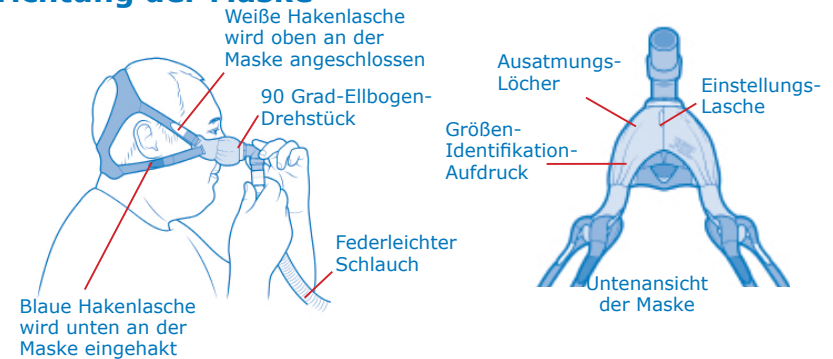 Maske
Weiße Hakenlasche
wird oben an der
Maske angeschlossen
90 Grad-Ellbogen-
Drehstück
Federleichter
Schlauch
Blaue Hakenlasche
wird unten an der
Maske eingehakt
Ausatmungs-
Löcher
Einstellungs-
Lasche
Größen-
Identifikation-
Aufdruck
Untenansicht
der Maske